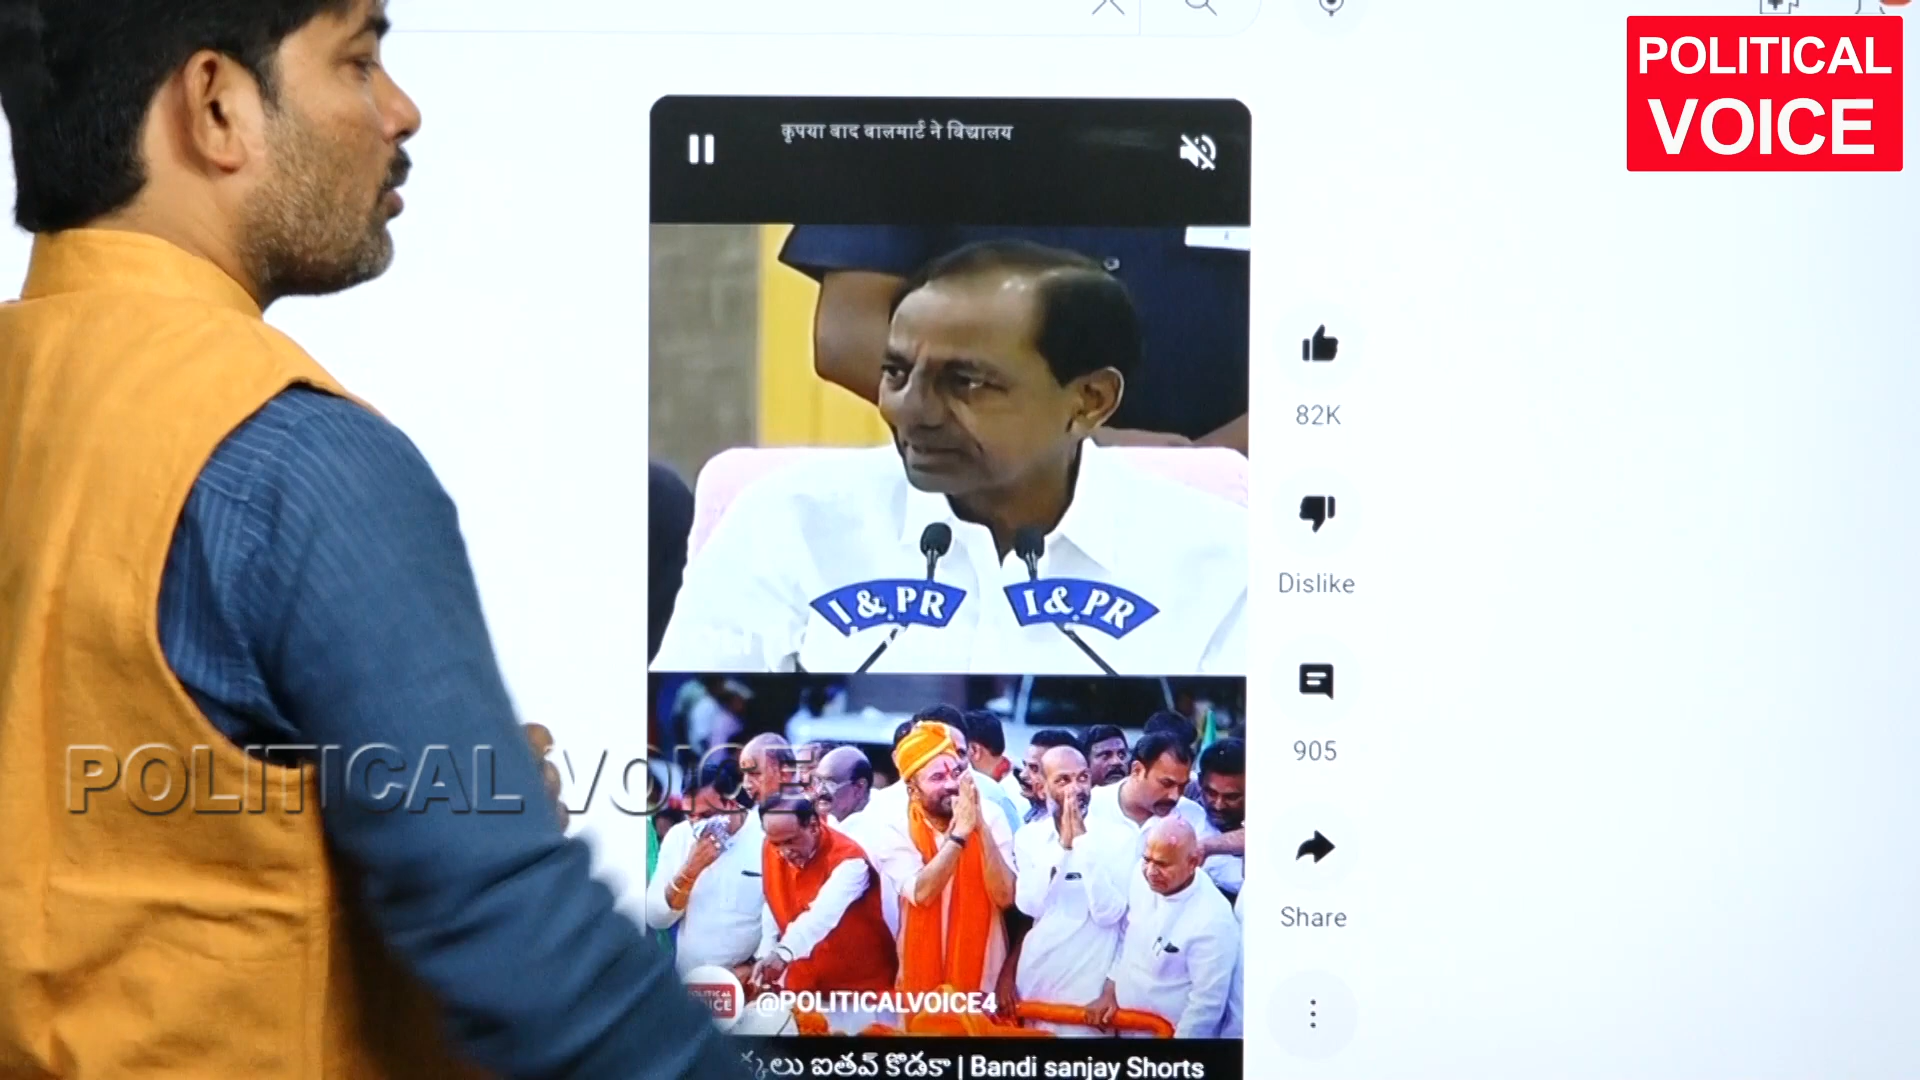 POLITICAL
VOICE
कृपया वाद वालमार्ट ने विद्यालय
82K
Dislike
I & PR
I & PR
905
POLITICAL VOICE
Share
@POLITICALVOICE4
కలు ఐతవ్ కొడకా | Bandi sanjay Shorts